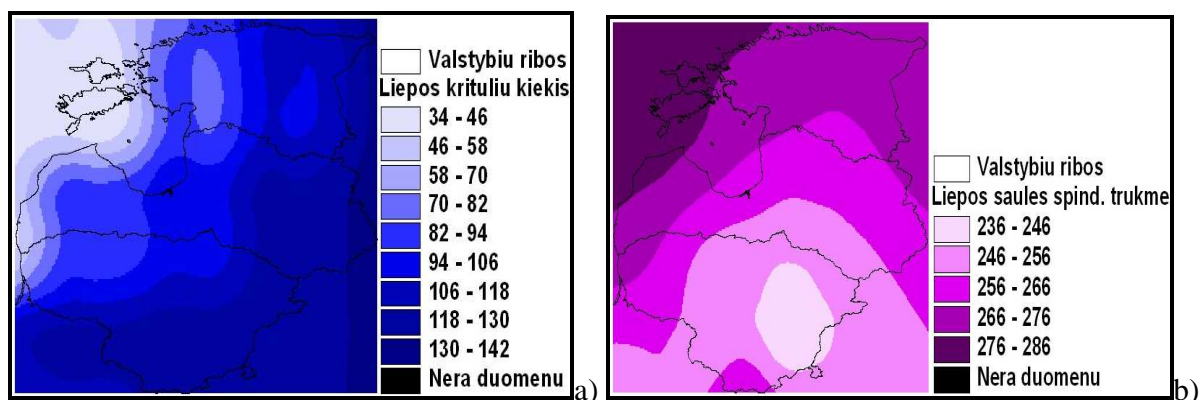 Valstybiu ribos
Liepos krituliu kiekis
34 - 46
46 - 58
58 - 70
70 - 82
82 - 94
94 - 106
106 - 118
118 - 130
130 - 142
Nera duomenu
a)
Valstybiu ribos
Liepos saules spind. trukme
236 - 246
246 - 256
256 - 266
266 - 276
276 - 286
Nera duomenu
b)